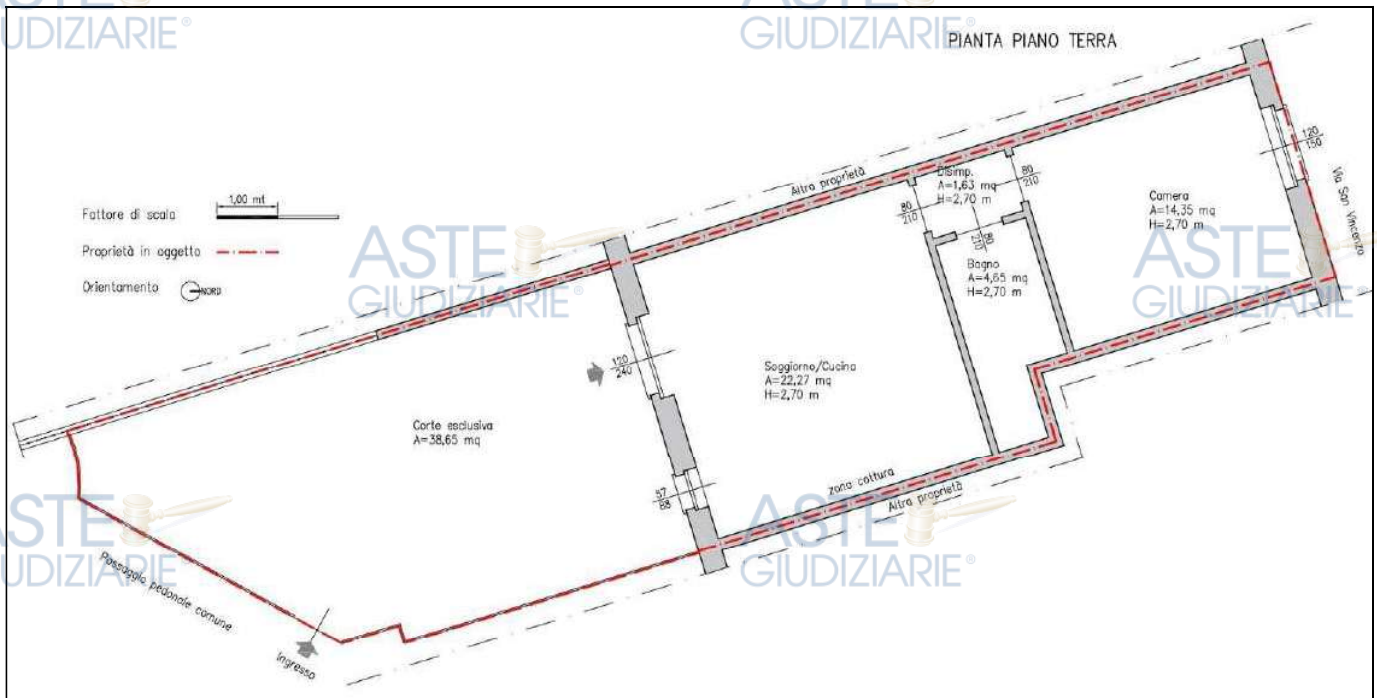 ASTE
GIUDIZIARIE®
ASTE
GIUDIZIARIE®
PIANTA PIANO TERRA
Fattore di scala
1,00 mt
Proprietà in oggetto
Orientamento
NORD
ASTE
GIUDIZIARIE®
ASTE
GIUDIZIARIE®
Altra proprietà
80
210
Disimp.
A=1,63 mq
H=2,70 m
80
210
80
210
Bagno
A=4,65 mq
H=2,70 m
Camera
A=14,35 mq
H=2,70 m
120
150
Via San Vincenzo
120
240
Soggiorno/Cucina
A=22,27 mq
H=2,70 m
Corte esclusiva
A=38,65 mq
57
88
zona cottura
Altra proprietà
ASTE
GIUDIZIARIE®
ASTE
GIUDIZIARIE®
Passaggio pedonale comune
Ingresso